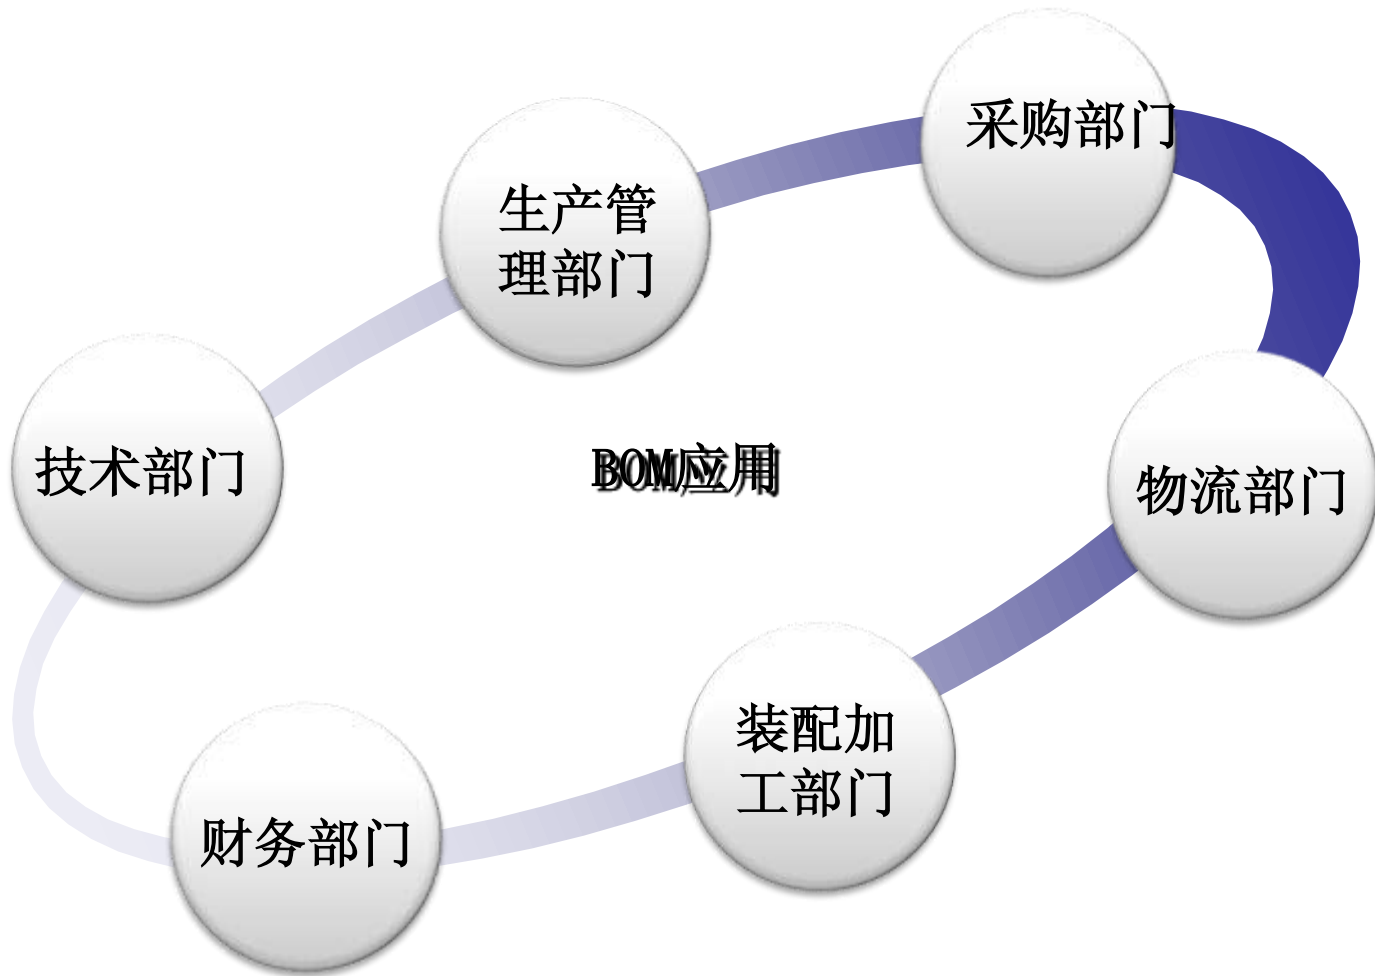 采购部门
生产管
理部门
技术部门
BOM应用
物流部门
装配加
工部门
财务部门